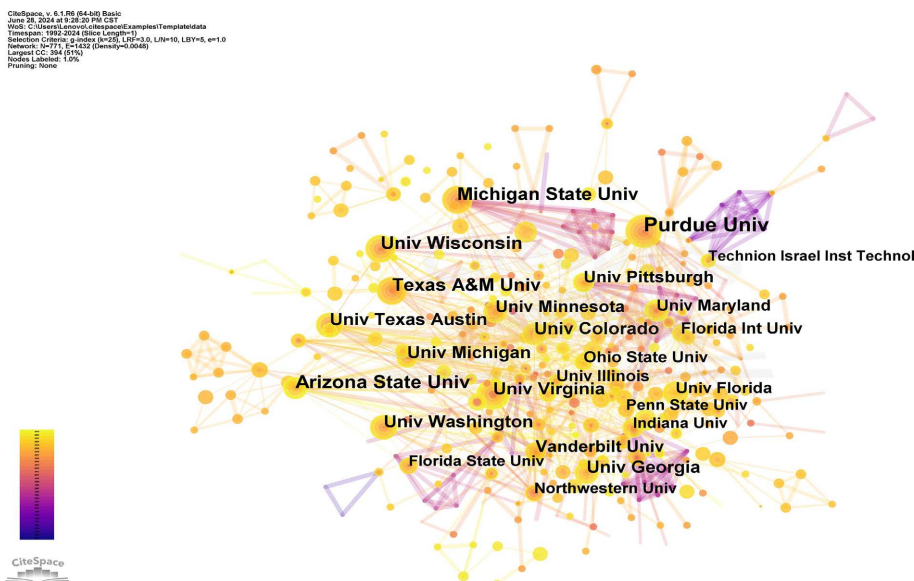 CiteSpace, v. 6.1.R6 (64-bit) Basic
June 28, 2024 at 9:28:20 PM CST
WoS: C:\Users\Lenovo\.citespace\Examples\Template\data
Timespan: 1992-2024 (Slice Length=1)
Selection Criteria: g-index (k=25), LRF=3.0, L/N=10, LBY=5, e=1.0
Network: N=771, E=1432 (Density=0.0048)
Largest CC: 394 (51%)
Nodes Labeled: 1.0%
Pruning: None
Michigan State Univ
Purdue Univ
Univ Wisconsin
Technion Israel Inst Technol
Univ Pittsburgh
Texas A&M Univ
Univ Minnesota
Univ Maryland
Univ Texas Austin
Univ Colorado
Florida Int Univ
Univ Michigan
Ohio State Univ
Univ Illinois
Arizona State Univ
Univ Virginia
Univ Florida
Penn State Univ
Univ Washington
Indiana Univ
Vanderbilt Univ
Florida State Univ
Univ Georgia
Northwestern Univ
CiteSpace